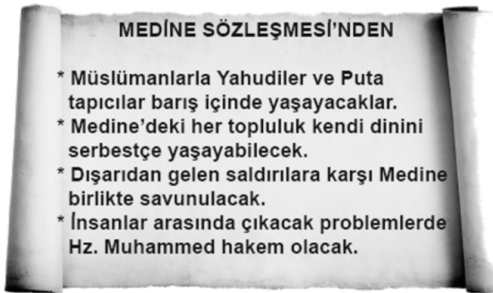 MEDİNE SÖZLEŞMESİ’NDEN
* Müslümanlarla Yahudiler ve Puta
tapıcılar barış içinde yaşayacaklar.
* Medine’deki her topluluk kendi dinini
serbestçe yaşayabilecek.
* Dışarıdan gelen saldırılara karşı Medine
birlikte savunulacak.
* İnsanlar arasında çıkacak problemlerde
Hz. Muhammed hakem olacak.